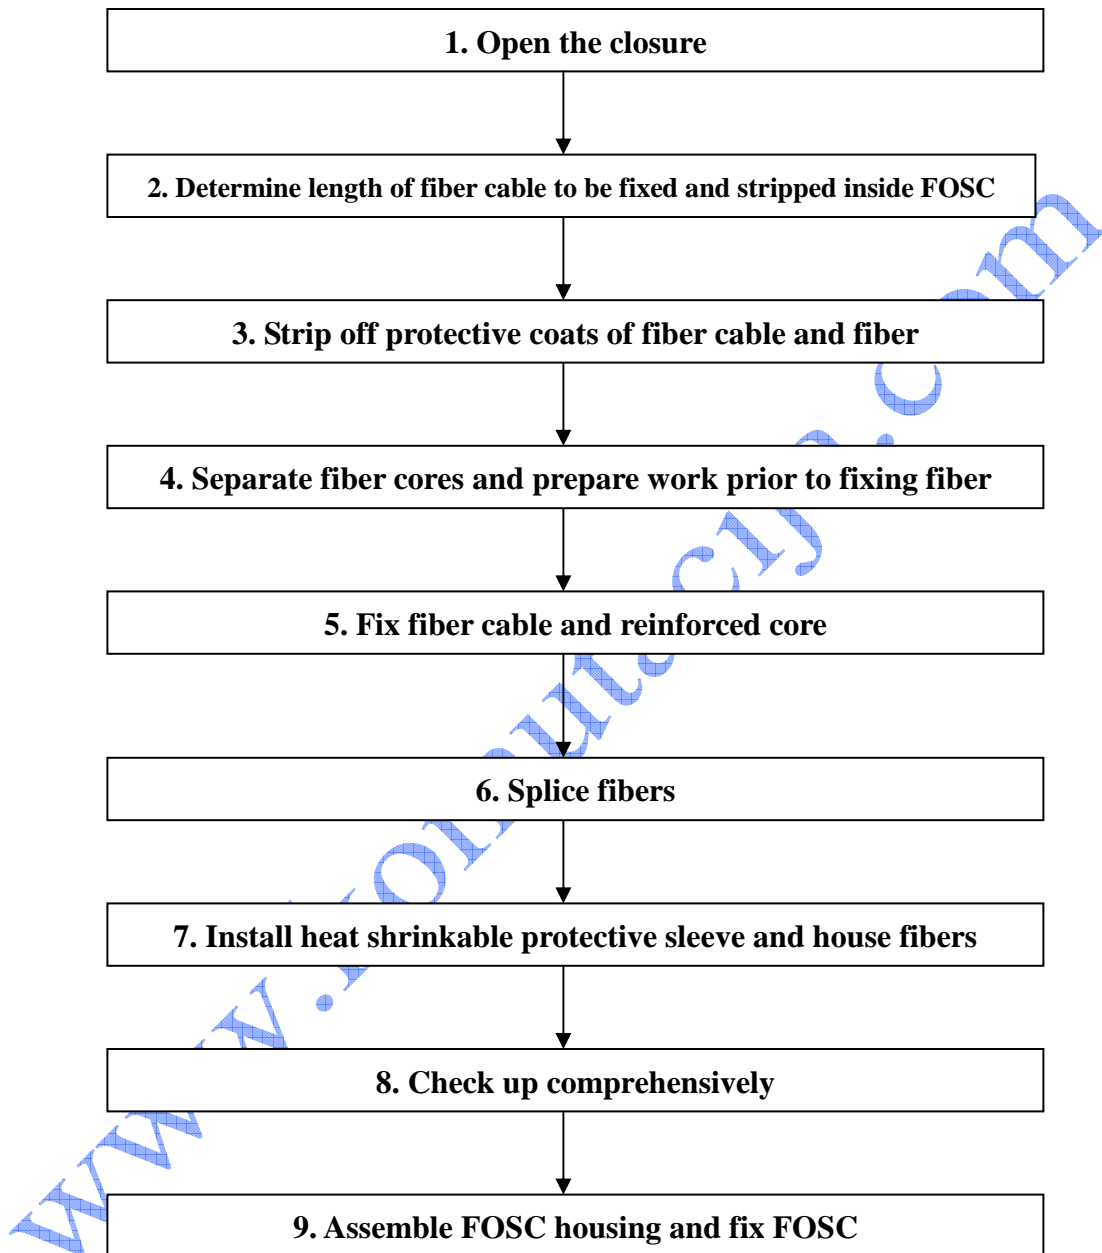 1. Open the closure
2. Determine length of fiber cable to be fixed and stripped inside FOSC
3. Strip off protective coats of fiber cable and fiber
4. Separate fiber cores and prepare work prior to fixing fiber
5. Fix fiber cable and reinforced core
6. Splice fibers
7. Install heat shrinkable protective sleeve and house fibers
8. Check up comprehensively
9. Assemble FOSC housing and fix FOSC